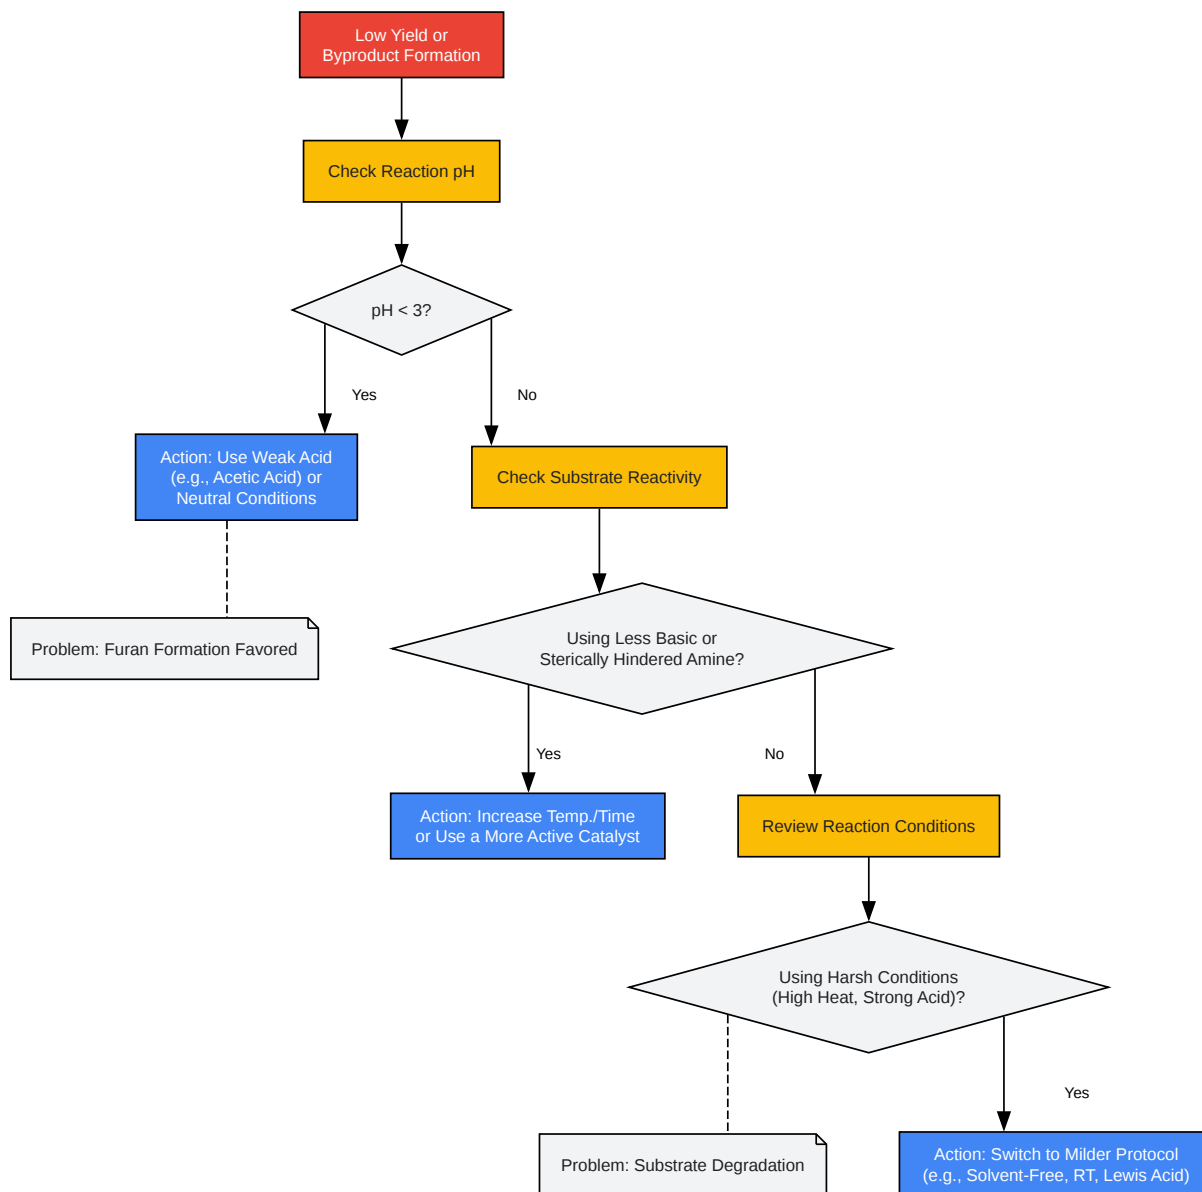 Low Yield or
Byproduct Formation
Check Reaction pH
pH < 3?
Yes
No
Action: Use Weak Acid
(e.g., Acetic Acid) or
Neutral Conditions
Check Substrate Reactivity
Problem: Furan Formation Favored
Using Less Basic or
Sterically Hindered Amine?
Yes
No
Action: Increase Temp./Time
or Use a More Active Catalyst
Review Reaction Conditions
Using Harsh Conditions
(High Heat, Strong Acid)?
Yes
Problem: Substrate Degradation
Action: Switch to Milder Protocol
(e.g., Solvent-Free, RT, Lewis Acid)